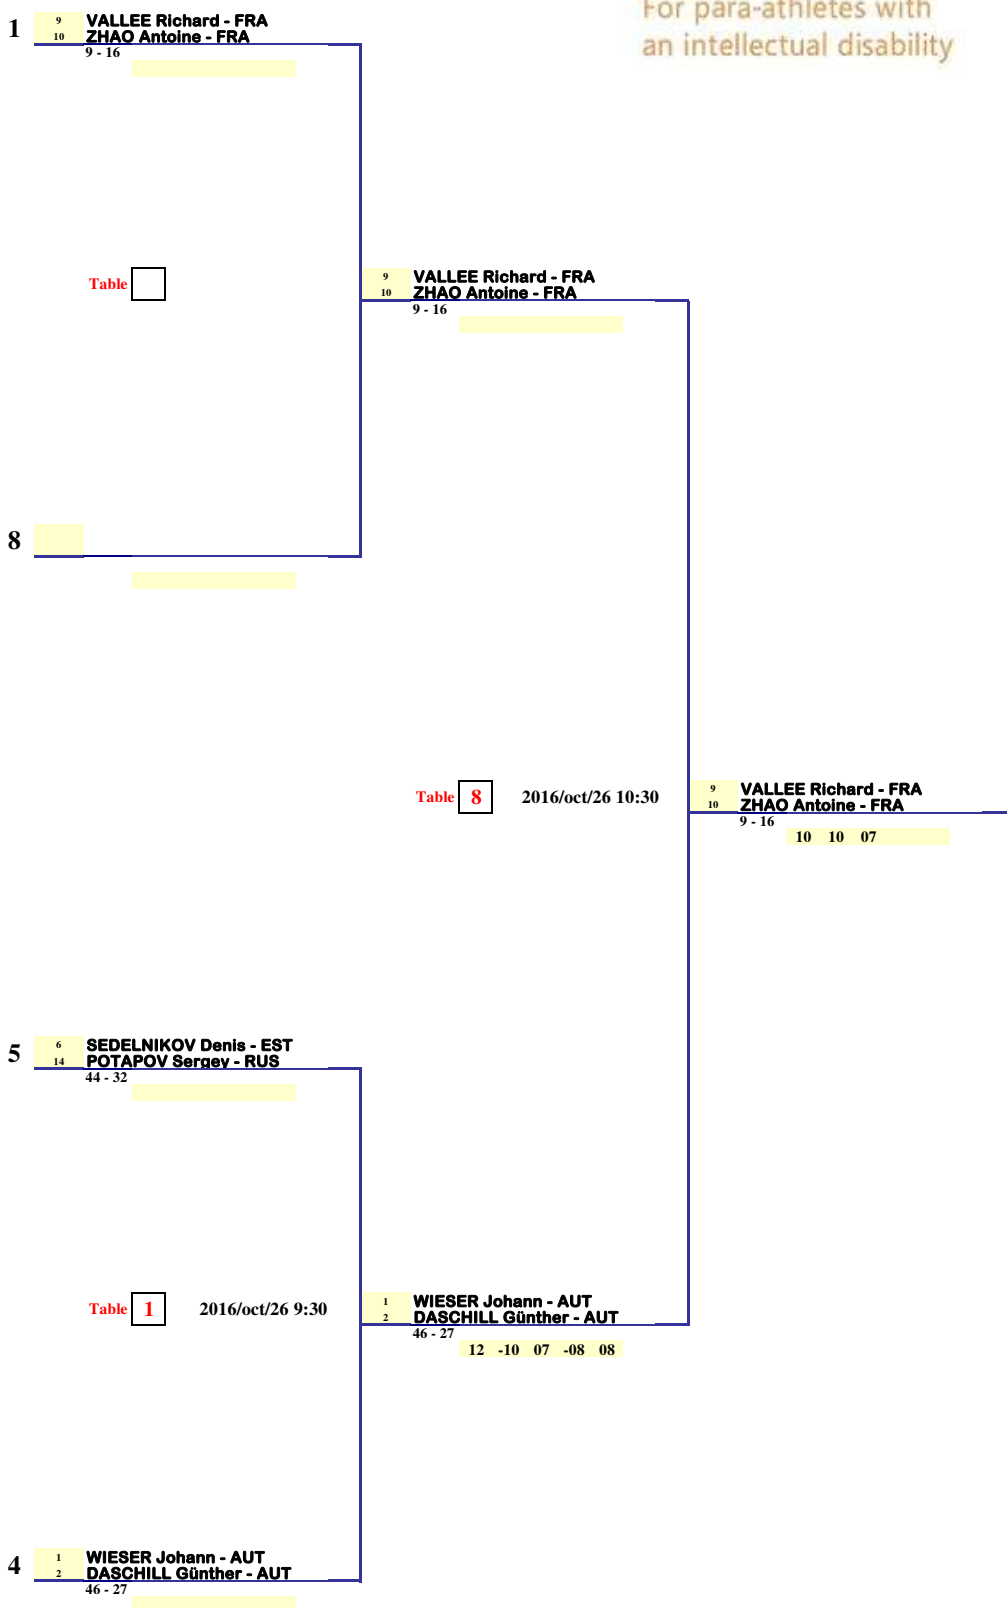 For para-athletes with
an intellectual disability
1 9 VALLEE Richard - FRA
10 ZHAO Antoine - FRA
9 - 16
Table
9 VALLEE Richard - FRA
10 ZHAO Antoine - FRA
9 - 16
8
Table 8 2016/oct/26 10:30
9 VALLEE Richard - FRA
10 ZHAO Antoine - FRA
9 - 16
10 10 07
5 6 SEDELNIKOV Denis - EST
14 POTAPOV Sergey - RUS
44 - 32
Table 1 2016/oct/26 9:30
1 WIESER Johann - AUT
2 DASCHILL Günther - AUT
46 - 27
12 -10 07 -08 08
4 1 WIESER Johann - AUT
2 DASCHILL Günther - AUT
46 - 27